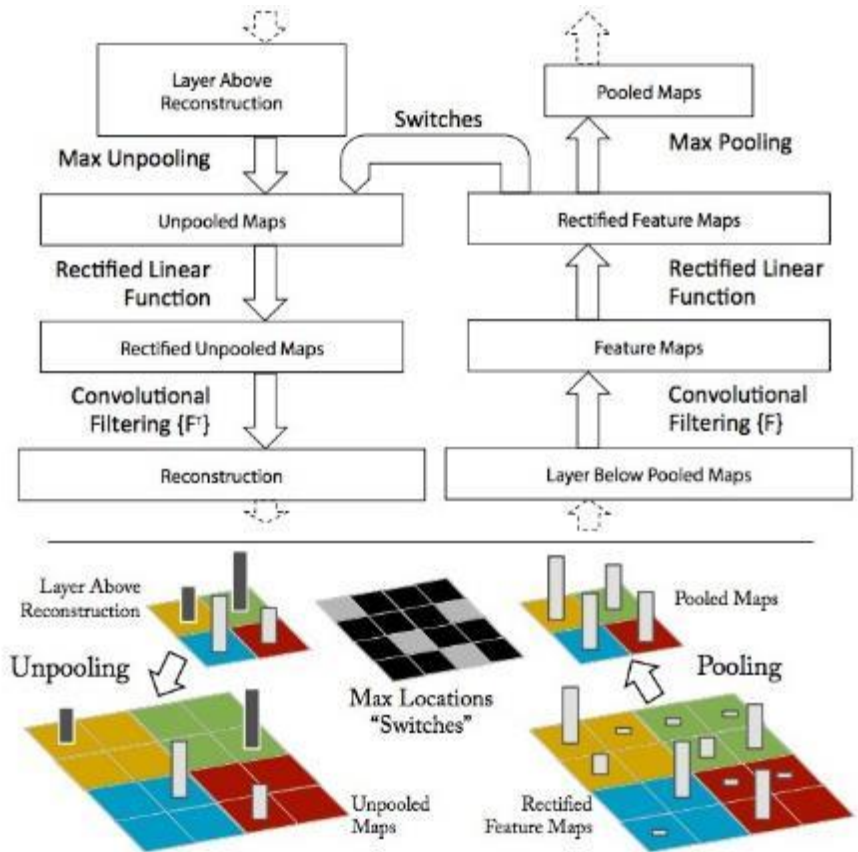 Layer Above
Reconstruction
Pooled Maps
Switches
Max Unpooling
Max Pooling
Unpooled Maps
Rectified Feature Maps
Rectified Linear
Function
Rectified Linear
Function
Rectified Unpooled Maps
Feature Maps
Convolutional
Filtering {Fᵀ}
Convolutional
Filtering {F}
Reconstruction
Layer Below Pooled Maps
Layer Above
Reconstruction
Pooled Maps
Unpooling
Pooling
Max Locations
“Switches”
Unpooled
Maps
Rectified
Feature Maps